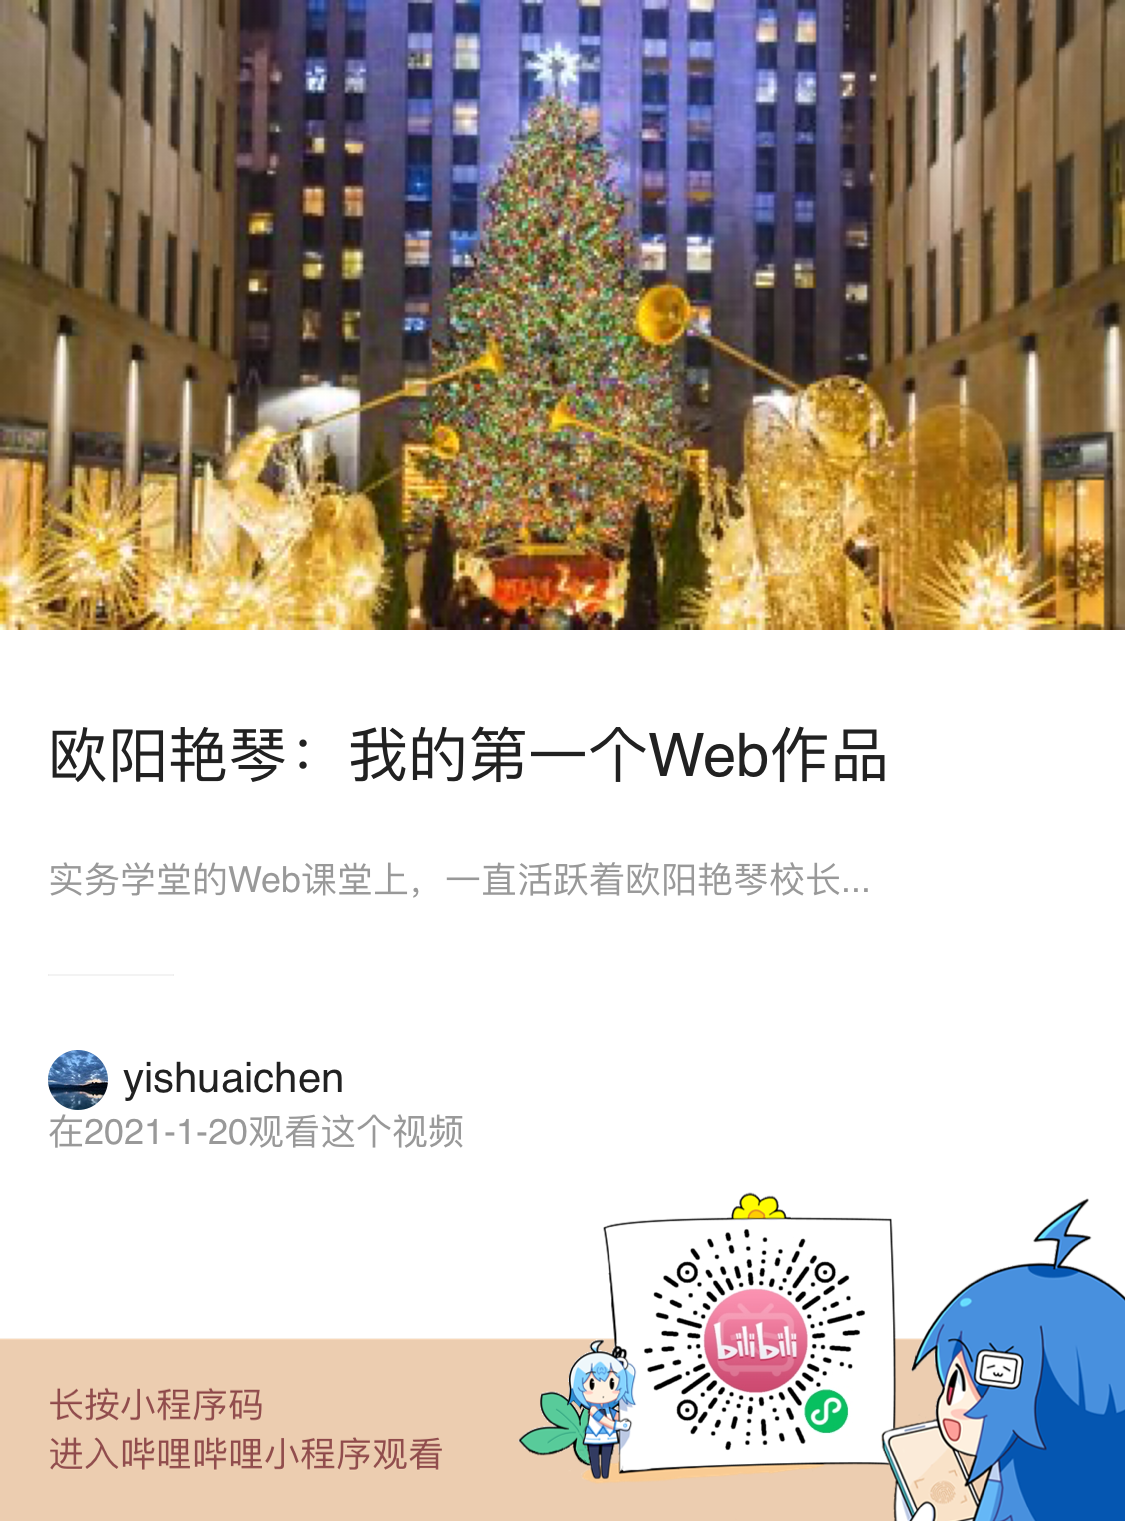 欧阳艳琴：我的第一个Web作品
实务学堂的Web课堂上，一直活跃着欧阳艳琴校长...
yishuaichen
在2021-1-20观看这个视频
bilibili
长按小程序码
进入哔哩哔哩小程序观看